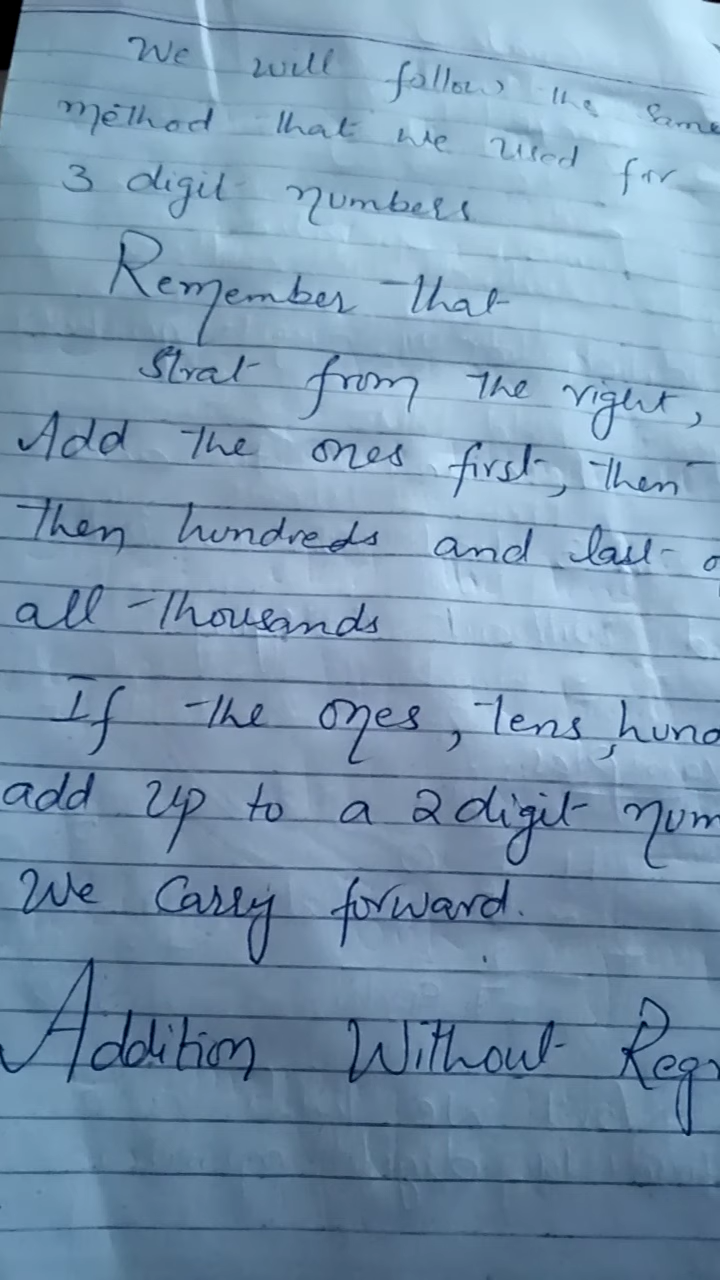 We will follow the same
method that we used for
3 digit numbers
Remember that
Strat from the right,
Add the ones first, then
Then hundreds and last o
all thousands
If the ones, tens, hund
add up to a 2 digit num
We Carry forward.
Addition Without Regr